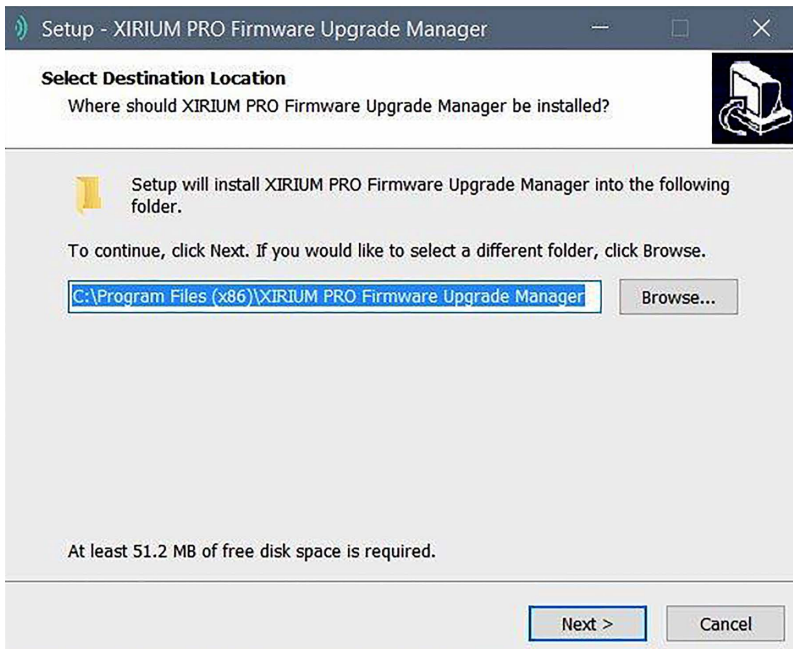 Setup - XIRIUM PRO Firmware Upgrade Manager
Select Destination Location
Where should XIRIUM PRO Firmware Upgrade Manager be installed?
Setup will install XIRIUM PRO Firmware Upgrade Manager into the following
folder.
To continue, click Next. If you would like to select a different folder, click Browse.
C:\Program Files (x86)\XIRIUM PRO Firmware Upgrade Manager
Browse...
At least 51.2 MB of free disk space is required.
Next >
Cancel